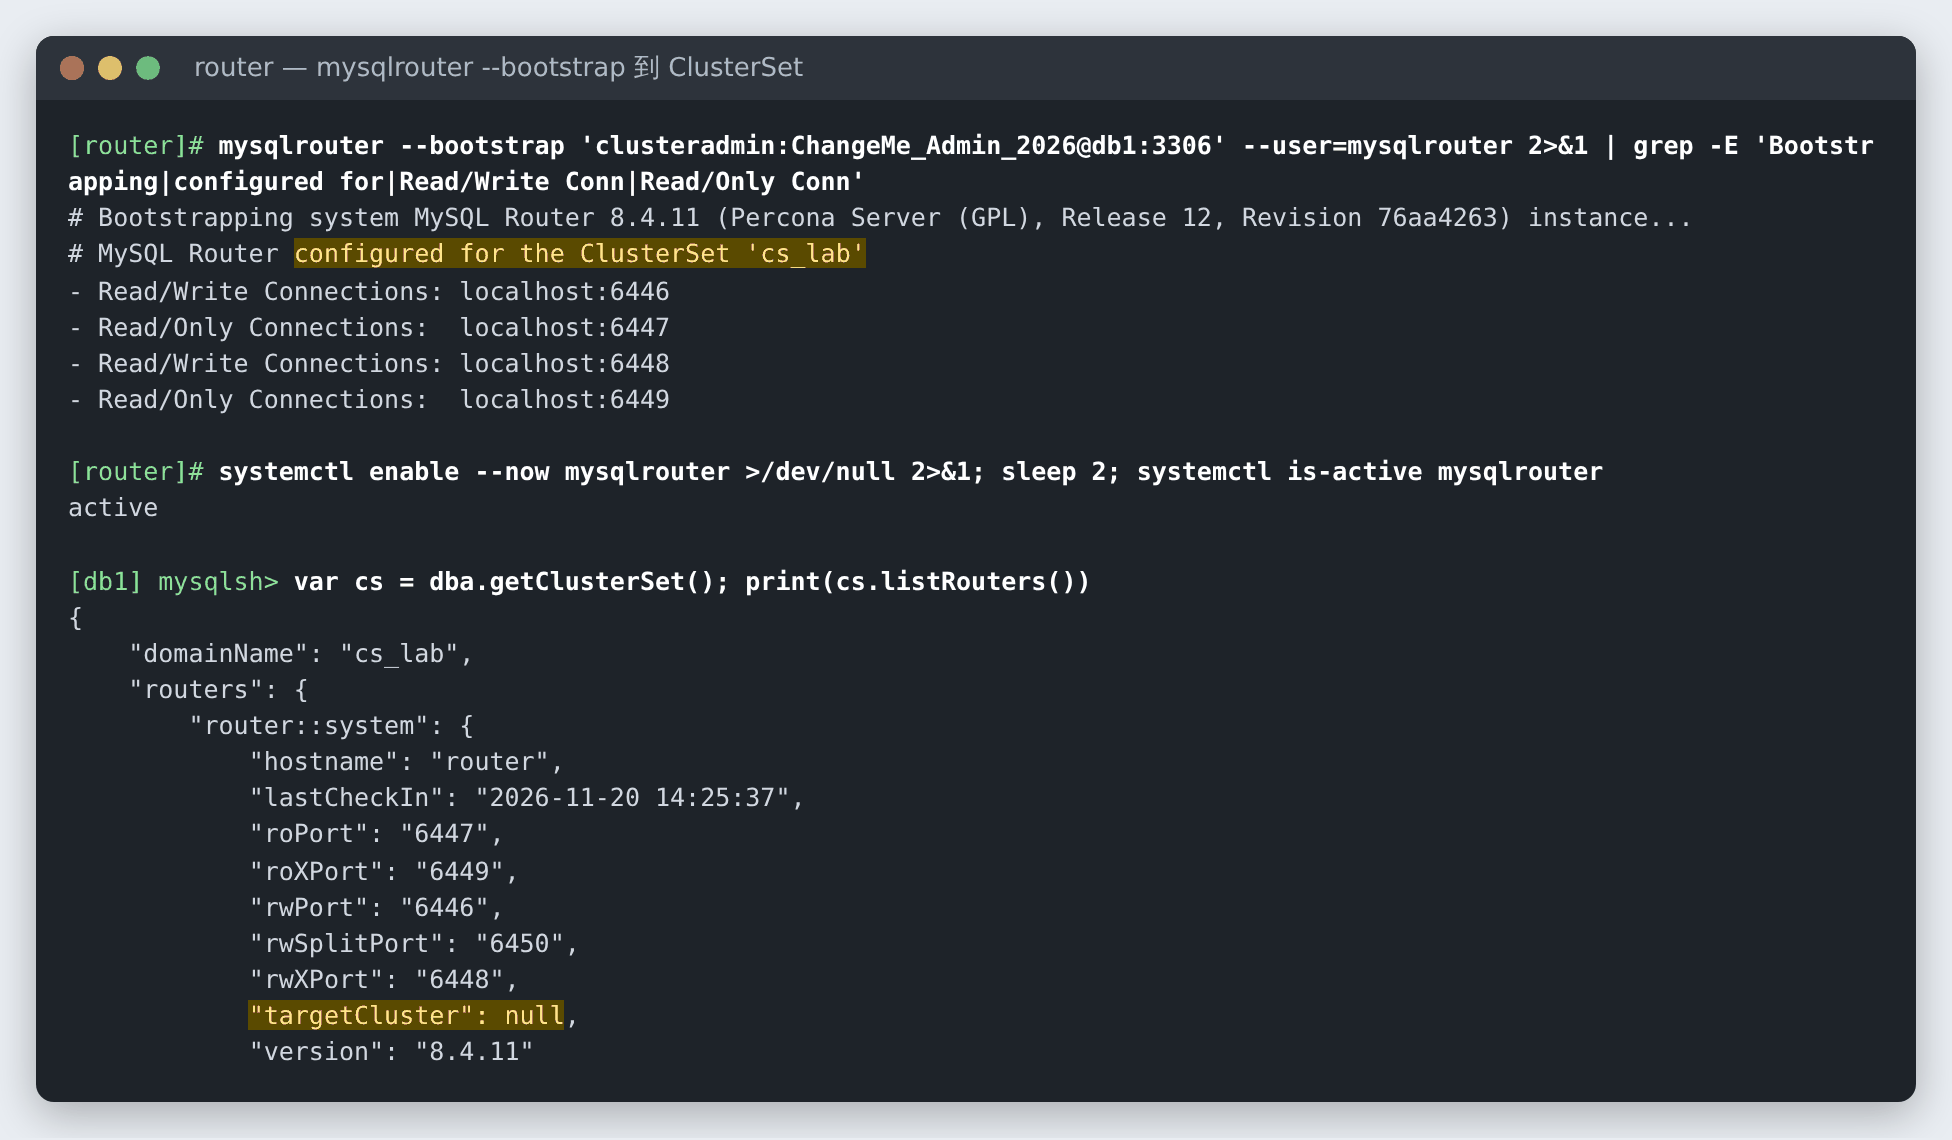 router — mysqlrouter --bootstrap 到 ClusterSet
[router]# mysqlrouter --bootstrap 'clusteradmin:ChangeMe_Admin_2026@db1:3306' --user=mysqlrouter 2>&1 | grep -E 'Bootstr
apping|configured for|Read/Write Conn|Read/Only Conn'
# Bootstrapping system MySQL Router 8.4.11 (Percona Server (GPL), Release 12, Revision 76aa4263) instance...
# MySQL Router configured for the ClusterSet 'cs_lab'
- Read/Write Connections: localhost:6446
- Read/Only Connections:  localhost:6447
- Read/Write Connections: localhost:6448
- Read/Only Connections:  localhost:6449
[router]# systemctl enable --now mysqlrouter >/dev/null 2>&1; sleep 2; systemctl is-active mysqlrouter
active
[db1] mysqlsh> var cs = dba.getClusterSet(); print(cs.listRouters())
{
    "domainName": "cs_lab",
    "routers": {
        "router::system": {
            "hostname": "router",
            "lastCheckIn": "2026-11-20 14:25:37",
            "roPort": "6447",
            "roXPort": "6449",
            "rwPort": "6446",
            "rwSplitPort": "6450",
            "rwXPort": "6448",
            "targetCluster": null,
            "version": "8.4.11"